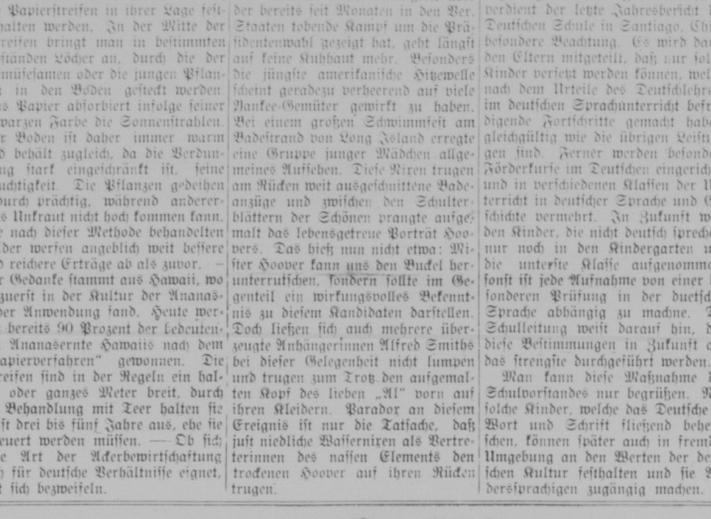 Papierstreifen in ihrer Lage fest-
halten werden. In der Mitte der
reifen bringt man in bestimmten
ständen Löcher an, durch die der
müsesamen oder die jungen Pflan-
in den Boden gesteckt werden
s Papier absorbiert infolge seiner
warzen Farbe die Sonnenstrahlen.
r Boden ist daher immer warm
d behält zugleich, da die Verdun-
ng stark eingeschränkt ist, seine
uchtigkeit. Die Pflanzen gedeihen
durch prächtig, während anderer-
s Unkraut nicht hoch kommen kann.
e nach dieser Methode behandelten
der werfen angeblich weit bessere
d reichere Erträge ab als zuvor. —
r Gedanke stammt aus Hawaii, wo
zuerst in der Kultur der Ananas-
er Anwendung fand. Heute wer-
bereits 90 Prozent der bedeuten-
Ananasernte Hawaiis nach dem
apierverfahren" gewonnen. Die
reifen sind in der Regeln ein hal-
oder ganzes Meter breit, durch
Behandlung mit Teer halten sie
st drei bis fünf Jahre aus, ehe sie
euert werden müssen. — Ob sich
e Art der Ackerbewirtschaftung
h für deutsche Verhältnisse eignet,
t sich bezweifeln.
der bereits seit Monaten in den Ver.
Staaten tobende Kampf um die Prä-
sidentenwahl gezeigt hat, geht längst
auf keine Kuhhaut mehr. Besonders
die jüngste amerikanische Hitzewelle
scheint geradezu verheerend auf viele
Yankee-Gemüter gewirkt zu haben.
Bei einem großen Schwimmfest am
Badestrand von Long Island erregte
eine Gruppe junger Mädchen allge-
meines Aufsehen. Diese Nixen trugen
am Rücken weit ausgeschnittene Bade-
anzüge und zwischen den Schulter-
blättern der Schönen prangte aufge-
malt das lebensgetreue Porträt Hoo-
vers. Das hieß nun nicht etwa: Mi-
ster Hoover kann uns den Buckel her-
unterrutschen, sondern sollte im Ge-
genteil ein wirkungsvolles Bekennt-
nis zu diesem Kandidaten darstellen.
Doch ließen sich auch mehrere über-
zeugte Anhängerinnen Alfred Smiths
bei dieser Gelegenheit nicht lumpen
und trugen zum Trotz den aufgemal-
ten Kopf des lieben „Al" vorn auf
ihren Kleidern. Paradox an diesem
Ereignis ist nur die Tatsache, daß
just niedliche Wassernixen als Vertre-
terinnen des nassen Elements den
trockenen Hoover auf ihren Rücken
trugen.
verdient der letzte Jahresbericht
Deutschen Schule in Santiago, Chi
besondere Beachtung. Es wird da
den Eltern mitgeteilt, daß nur sol
Kinder versetzt werden können, wel
nach dem Urteile des Deutschlehre
im deutschen Sprachunterricht befr
digende Fortschritte gemacht habe
gleichgültig wie die übrigen Leistu
gen sind. Ferner werden besonde
Förderkurse im Deutschen eingerich
und in verschiedenen Klassen der U
terricht in deutscher Sprache und G
schichte vermehrt. In Zukunft w
den Kinder, die nicht deutsch spreche
nur noch in den Kindergarten u
die unterste Klasse aufgenomme
sonst ist jede Aufnahme von einer
sonderen Prüfung in der duetsc
Sprache abhängig zu machne. T
Schulleitung weist darauf hin, d
diese Bestimmungen in Zukunft a
das strengste durchgeführt werden.
Man kann diese Maßnahme
Schulvorstandes nur begrüßen. N
solche Kinder, welche das Deutsche
Wort und Schrift fließend behe
schen, können später auch in fremd
Umgebung an den Werten der de
schen Kultur festhalten und sie
dersprachigen zugängig machen.